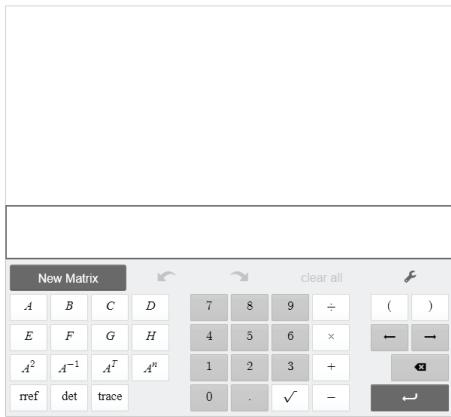 New Matrix clear all
A B C D 7 8 9 ÷ ( )
E F G H 4 5 6 × ← →
A² A⁻¹ Aᵀ Aⁿ 1 2 3 +
rref det trace 0 . √ −